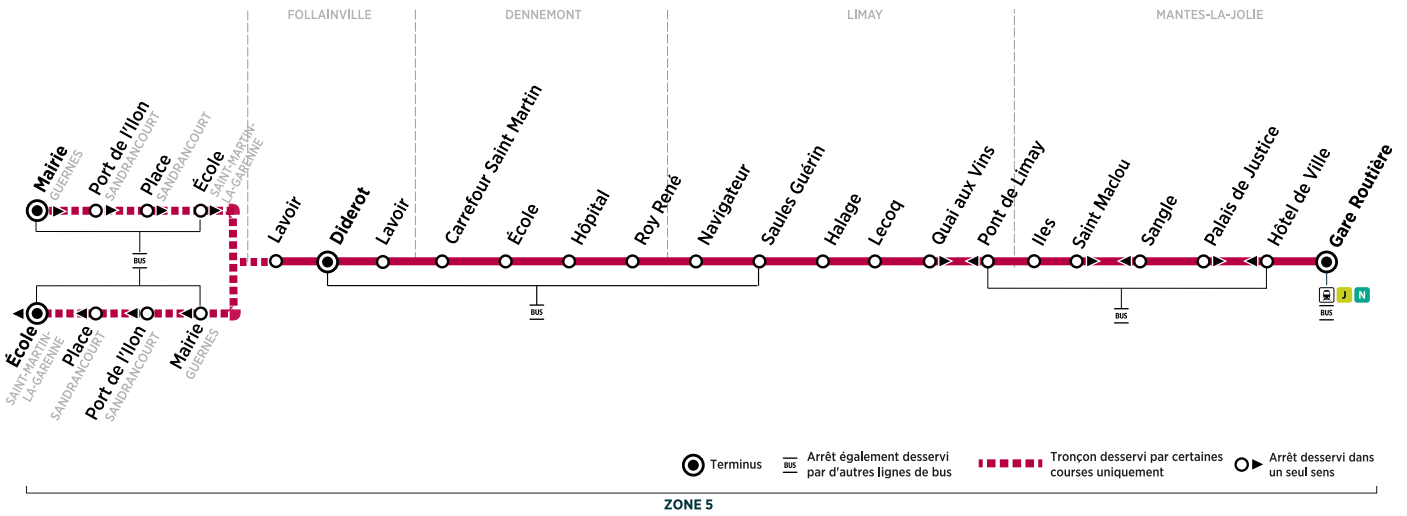 FOLLAINVILLE
DENNEMONT
LIMAY
MANTES-LA-JOLIE
Mairie
GUERNES
Port de l'Ilon
SANDRANCOURT
Place
SANDRANCOURT
École
SAINT-MARTIN-
LA-GARENNE
BUS
École
SAINT-MARTIN-
LA-GARENNE
Place
SANDRANCOURT
Port de l'Ilon
SANDRANCOURT
Mairie
GUERNES
Lavoir
Diderot
Lavoir
Carrefour Saint Martin
École
Hôpital
Roy René
Navigateur
Saules Guérin
Halage
Lecoq
Quai aux Vins
Pont de Limay
Iles
Saint Maclou
Sangle
Palais de Justice
Hôtel de Ville
Gare Routière
BUS
BUS
J N
BUS
Terminus
BUS
Arrêt également desservi
par d'autres lignes de bus
Tronçon desservi par certaines
courses uniquement
Arrêt desservi dans
un seul sens
ZONE 5